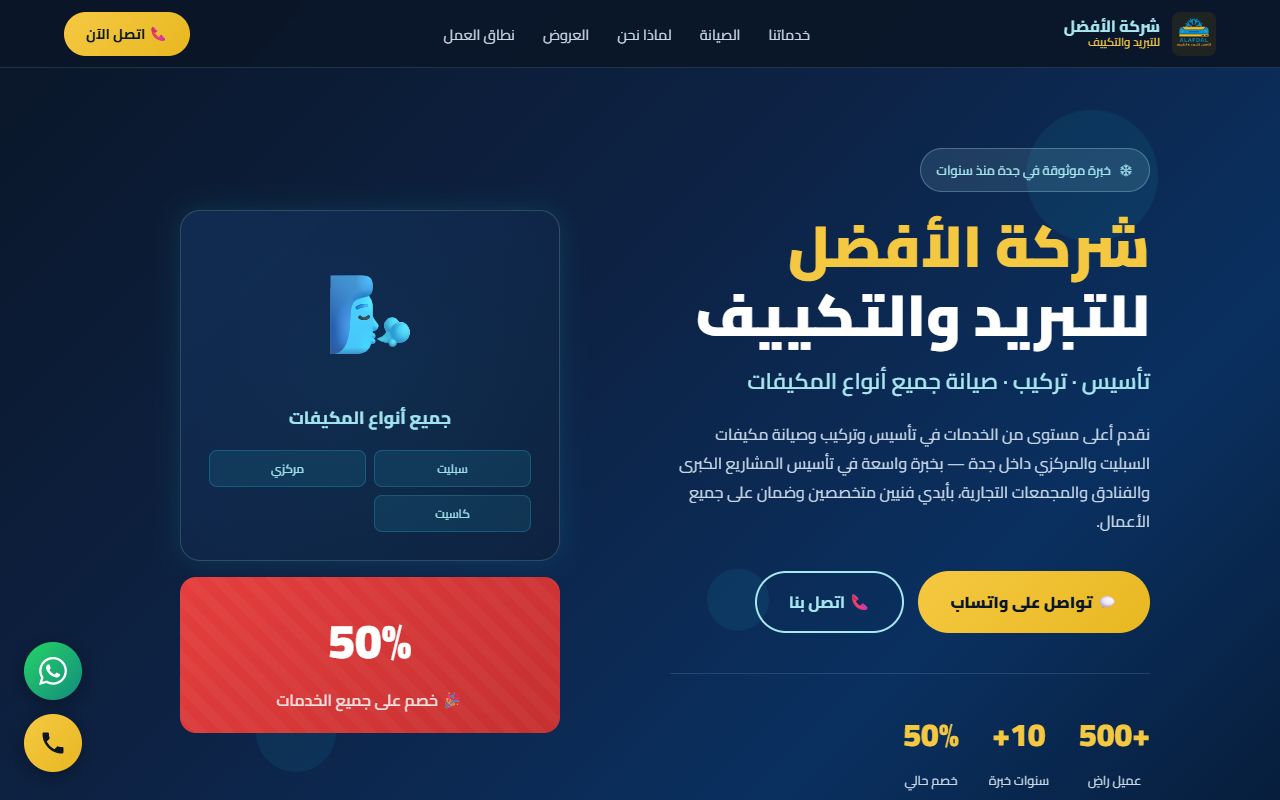 شركة الأفضل
للتبريد والتكييف
ALAFDAL
خدماتنا
الصيانة
لماذا نحن
العروض
نطاق العمل
📞 اتصل الآن
❄ خبرة موثوقة في جدة منذ سنوات
شركة الأفضل
للتبريد والتكييف
تأسيس · تركيب · صيانة جميع أنواع المكيفات
نقدم أعلى مستوى من الخدمات في تأسيس وتركيب وصيانة مكيفات
السبليت والمركزي داخل جدة — بخبرة واسعة في تأسيس المشاريع الكبرى
والفنادق والمجمعات التجارية، بأيدي فنيين متخصصين وضمان على جميع
الأعمال.
💬 تواصل على واتساب
📞 اتصل بنا
500+
عميل راضٍ
+10
سنوات خبرة
50%
خصم حالي
جميع أنواع المكيفات
سبليت
مركزي
كاسيت
50%
🎉 خصم على جميع الخدمات